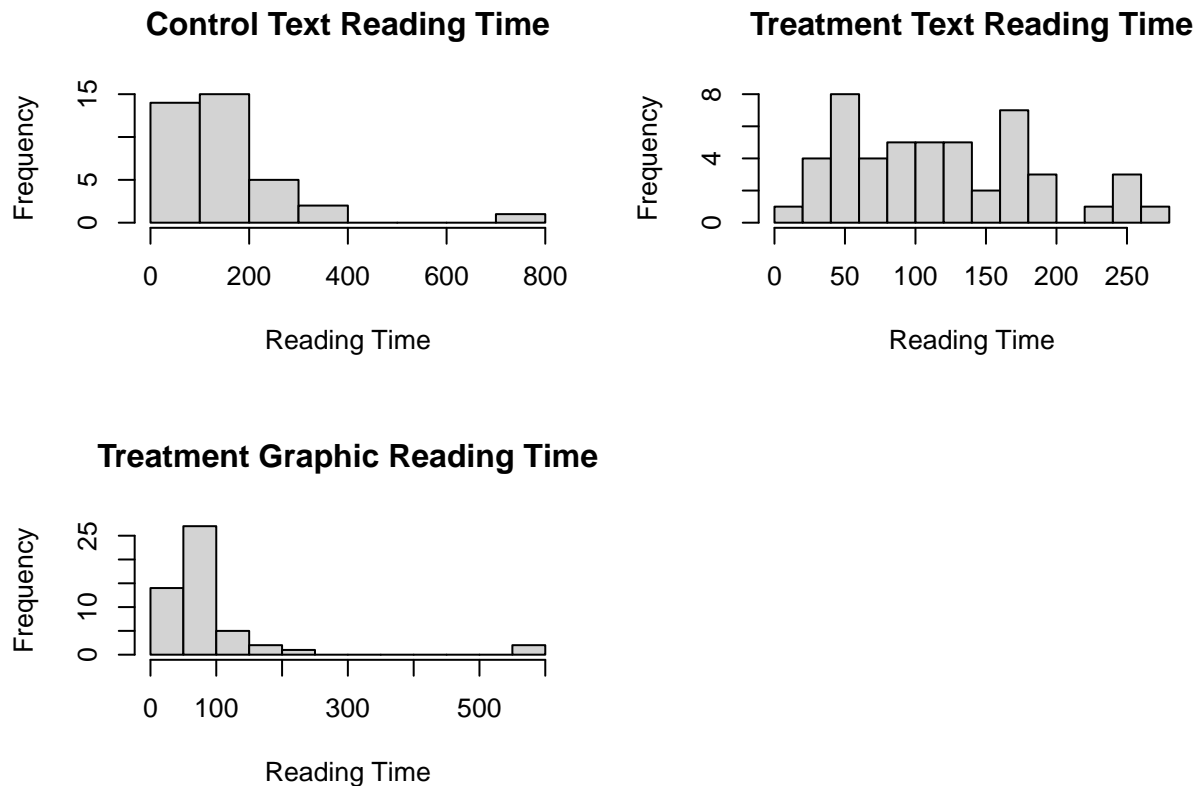 Control Text Reading Time
Frequency
0
5
15
0 200 400 600 800
Reading Time
Treatment Text Reading Time
Frequency
0
4
8
0 50 100 150 200 250
Reading Time
Treatment Graphic Reading Time
Frequency
0
10
25
0 100 300 500
Reading Time